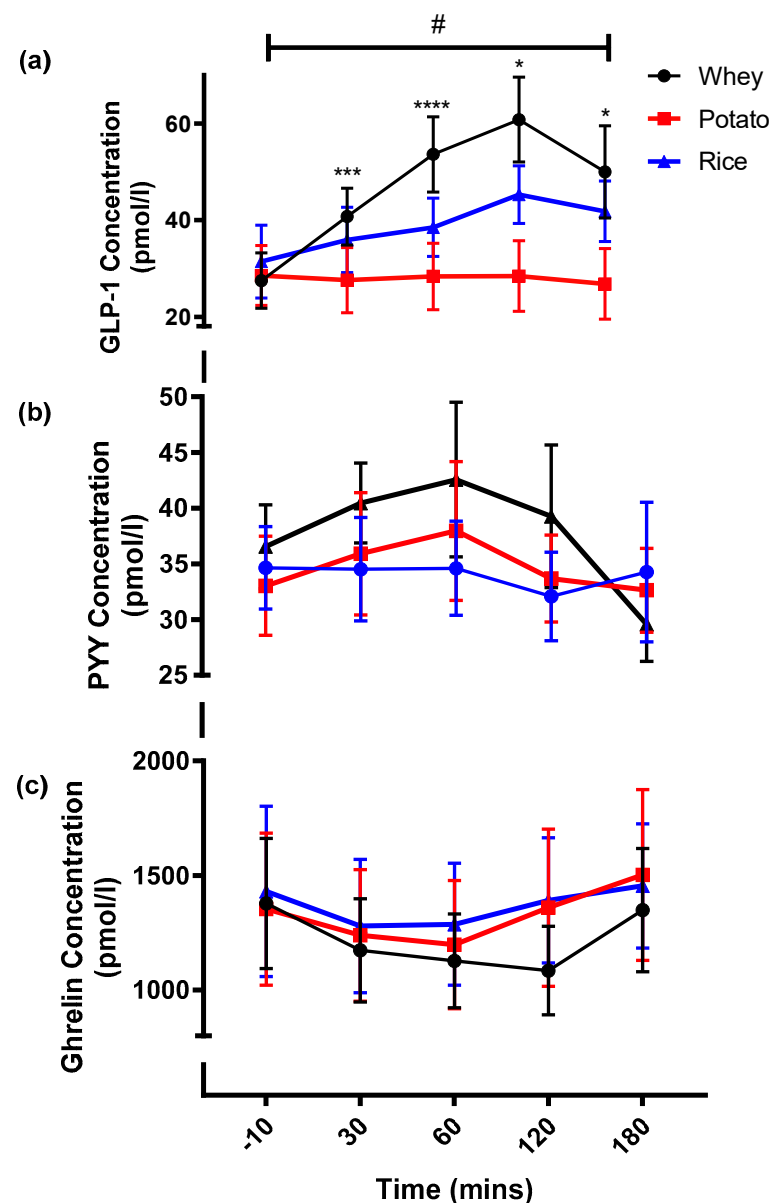 #
(a)
Whey
Potato
Rice
*
****
*
***
GLP-1 Concentration
(pmol/l)
60
40
20
(b)
PYY Concentration
(pmol/l)
50
45
40
35
30
25
(c)
Ghrelin Concentration
(pmol/l)
2000
1500
1000
-10
30
60
120
180
Time (mins)